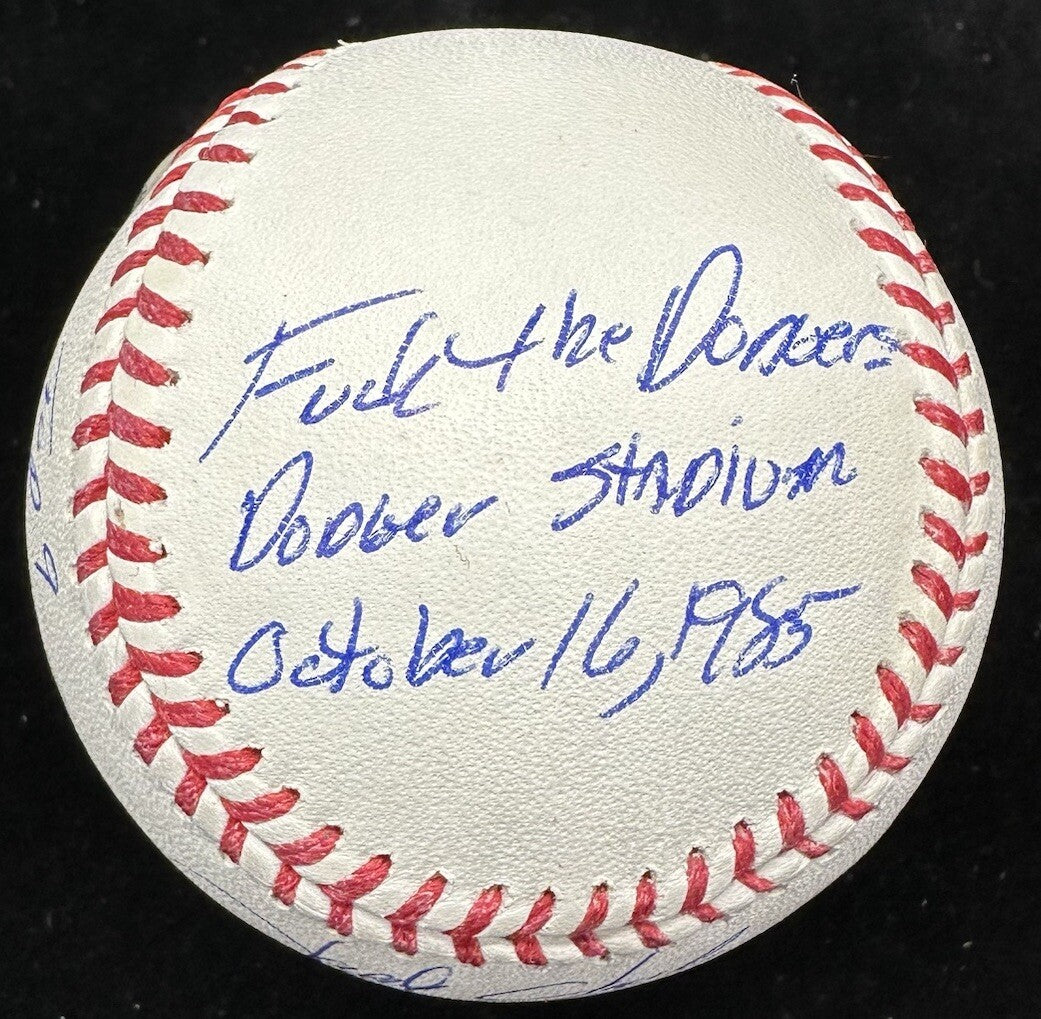 Fuck the Dodgers
Dodger Stadium
October 16, 1985